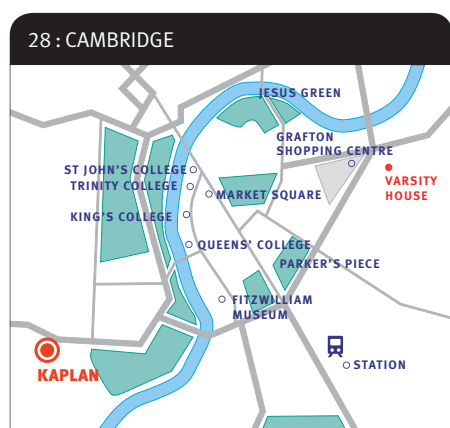 28 : CAMBRIDGE
JESUS GREEN
GRAFTON
SHOPPING CENTRE
ST JOHN'S COLLEGE
TRINITY COLLEGE
VARSITY
HOUSE
MARKET SQUARE
KING'S COLLEGE
QUEENS' COLLEGE
PARKER'S PIECE
FITZWILLIAM
MUSEUM
KAPLAN
STATION